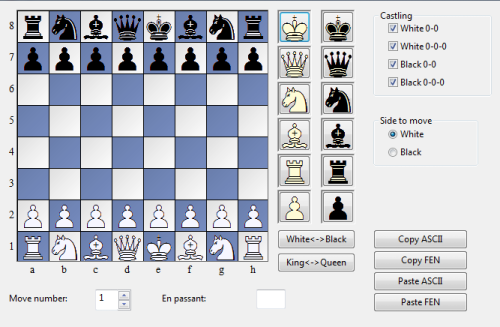 8
7
6
5
4
3
2
1
a b c d e f g h
Move number: 1
En passant:
White<->Black
King<->Queen
Castling
White 0-0
White 0-0-0
Black 0-0
Black 0-0-0
Side to move
White
Black
Copy ASCII
Copy FEN
Paste ASCII
Paste FEN